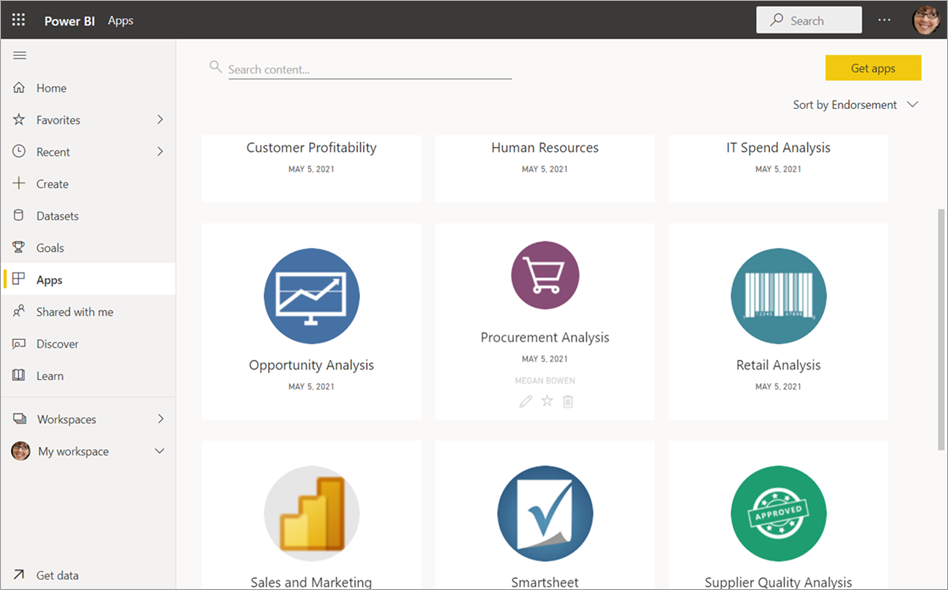 Power BI Apps
Search
Search content...
Get apps
Sort by Endorsement
Home
Favorites
Recent
Create
Datasets
Goals
Apps
Shared with me
Discover
Learn
Workspaces
My workspace
Get data
Customer Profitability
MAY 5, 2021
Human Resources
MAY 5, 2021
IT Spend Analysis
MAY 5, 2021
Opportunity Analysis
MAY 5, 2021
Procurement Analysis
MAY 5, 2021
MEGAN BOWEN
Retail Analysis
MAY 5, 2021
Sales and Marketing
Smartsheet
APPROVED
Supplier Quality Analysis